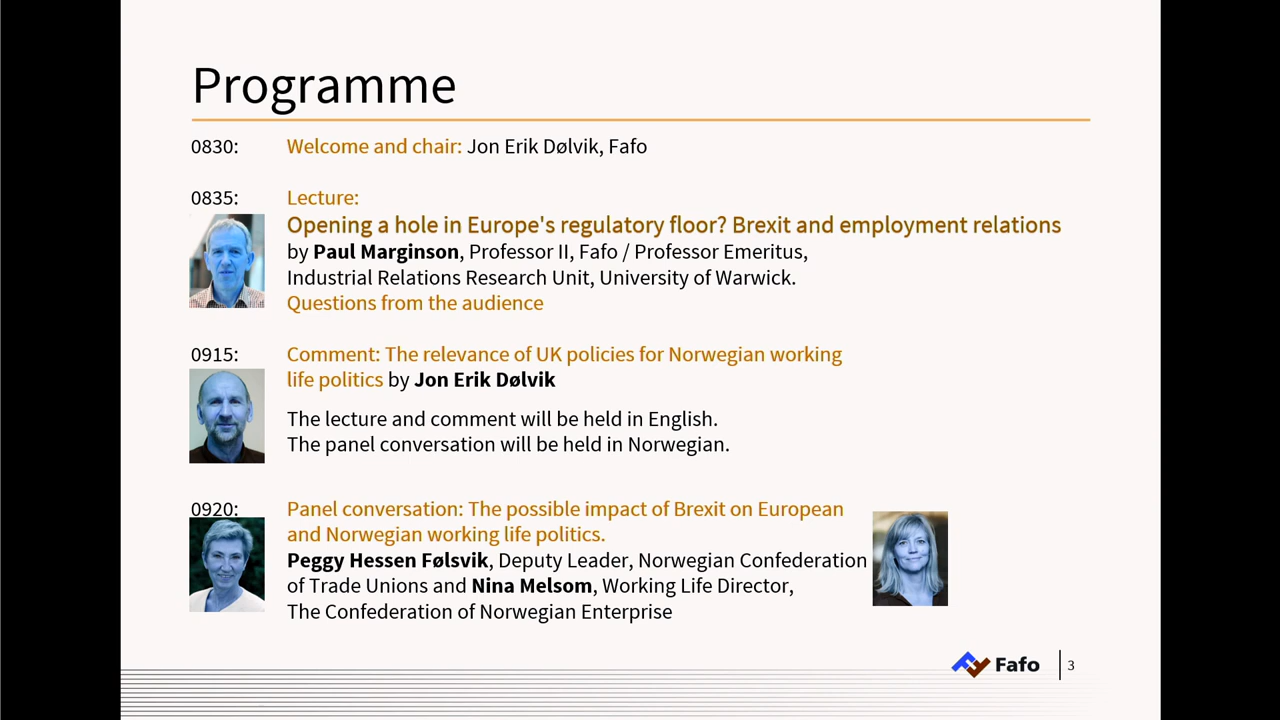 Programme
0830: Welcome and chair: Jon Erik Dølvik, Fafo
0835: Lecture:
Opening a hole in Europe's regulatory floor? Brexit and employment relations
by Paul Marginson, Professor II, Fafo / Professor Emeritus,
Industrial Relations Research Unit, University of Warwick.
Questions from the audience
0915: Comment: The relevance of UK policies for Norwegian working
life politics by Jon Erik Dølvik
The lecture and comment will be held in English.
The panel conversation will be held in Norwegian.
0920: Panel conversation: The possible impact of Brexit on European
and Norwegian working life politics.
Peggy Hessen Følsvik, Deputy Leader, Norwegian Confederation
of Trade Unions and Nina Melsom, Working Life Director,
The Confederation of Norwegian Enterprise
Fafo 3